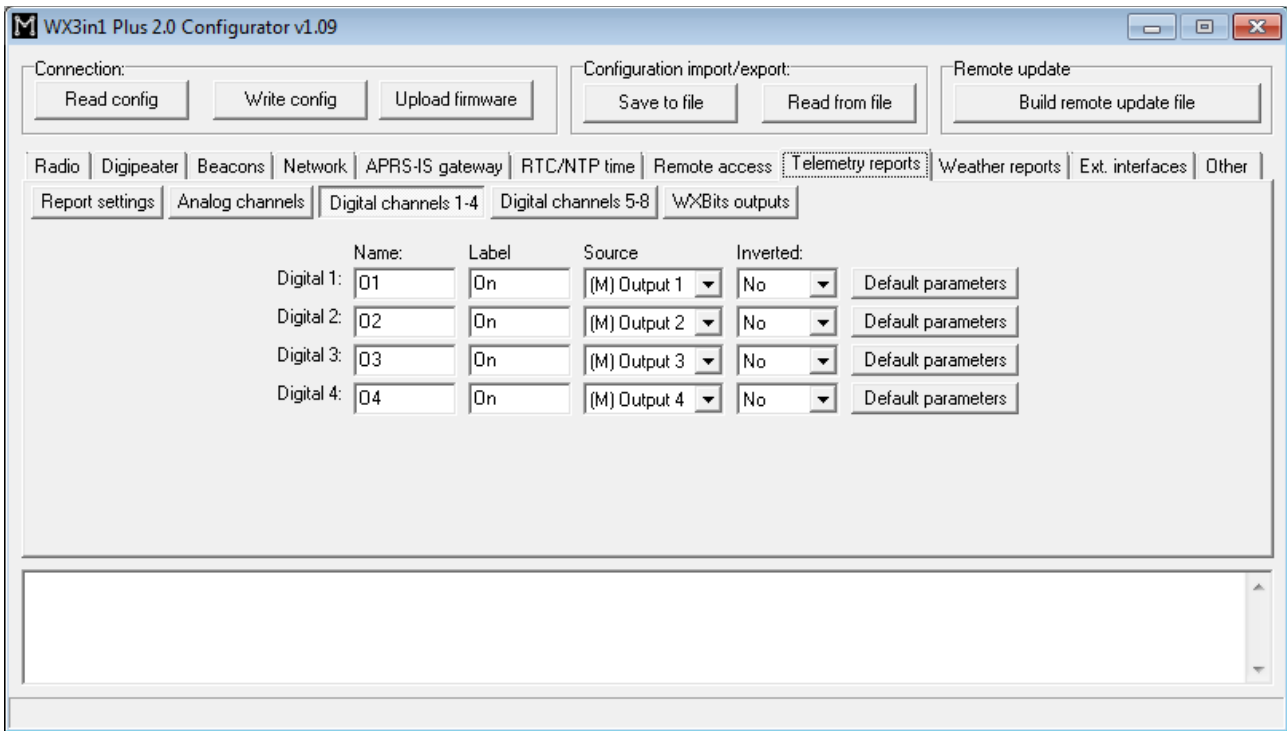 WX3in1 Plus 2.0 Configurator v1.09
Connection: Configuration import/export: Remote update
Read config Write config Upload firmware Save to file Read from file Build remote update file
Radio Digipeater Beacons Network APRS-IS gateway RTC/NTP time Remote access Telemetry reports Weather reports Ext. interfaces Other
Report settings Analog channels Digital channels 1-4 Digital channels 5-8 WXBits outputs
Name: Label Source Inverted:
Digital 1: O1 On (M) Output 1 No Default parameters
Digital 2: O2 On (M) Output 2 No Default parameters
Digital 3: O3 On (M) Output 3 No Default parameters
Digital 4: O4 On (M) Output 4 No Default parameters